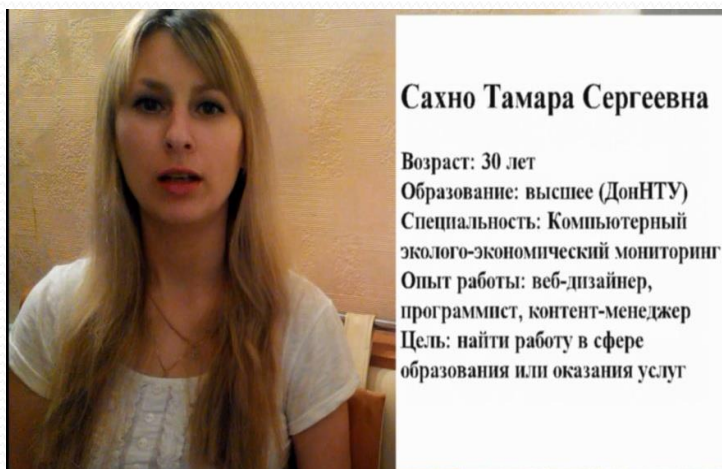 Сахно Тамара Сергеевна
Возраст: 30 лет
Образование: высшее (ДонНТУ)
Специальность: Компьютерный
эколого-экономический мониторинг
Опыт работы: веб-дизайнер,
программист, контент-менеджер
Цель: найти работу в сфере
образования или оказания услуг